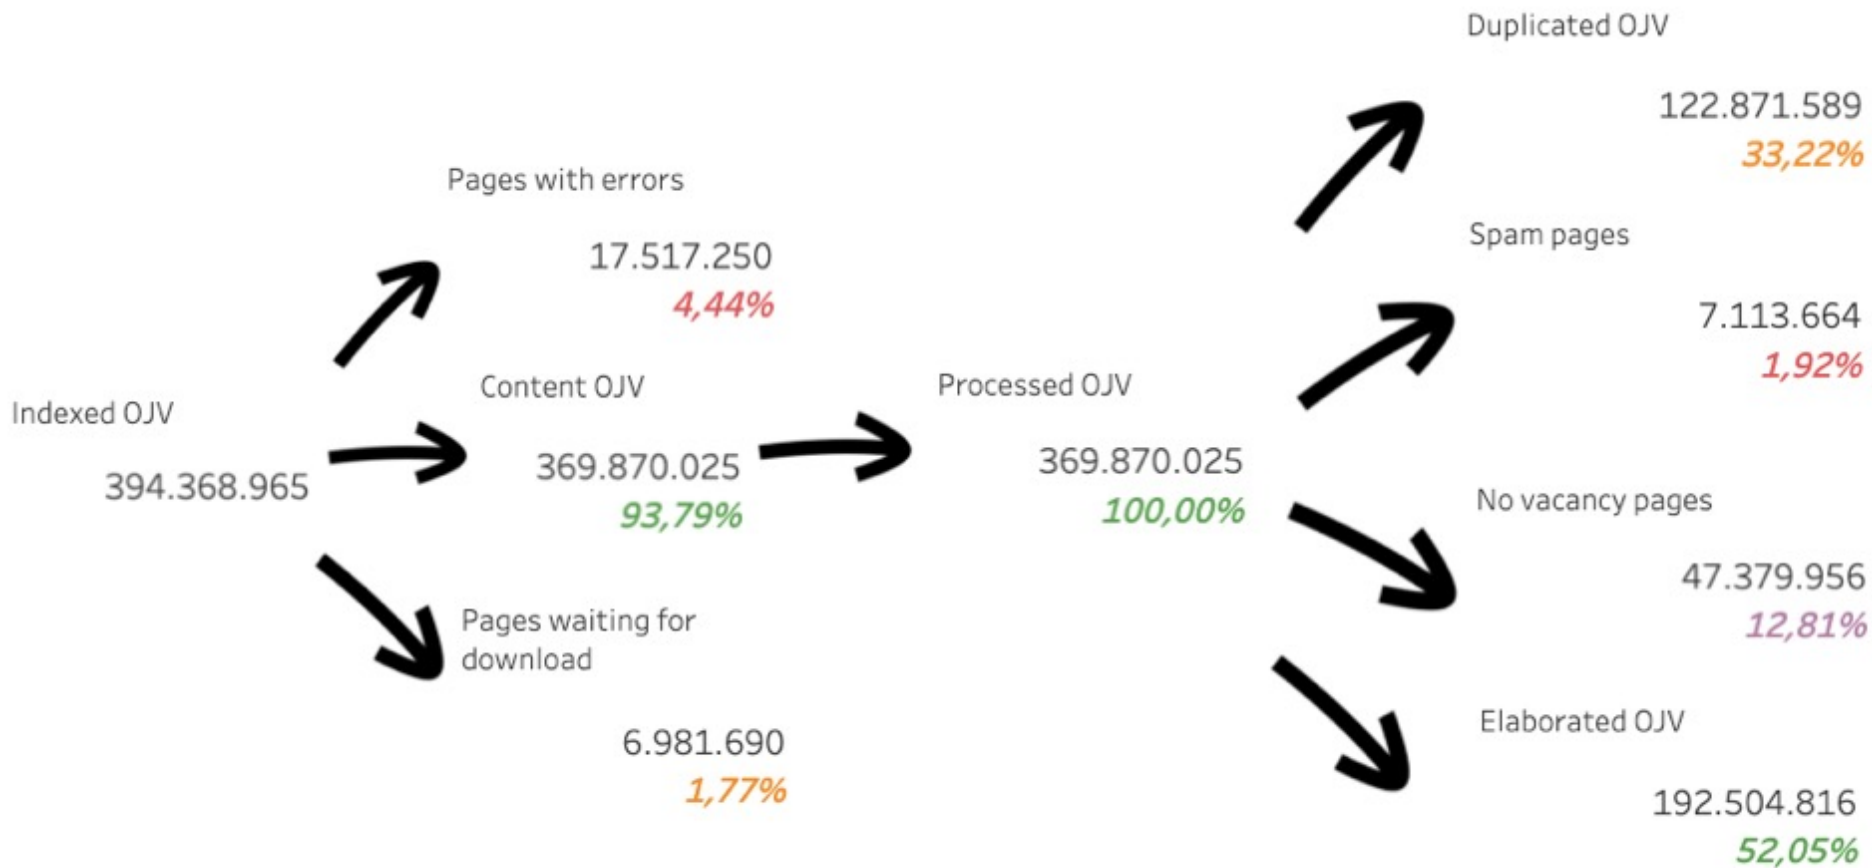 Indexed OJV
394.368.965
Pages with errors
17.517.250
4,44%
Content OJV
369.870.025
93,79%
Pages waiting for
download
6.981.690
1,77%
Processed OJV
369.870.025
100,00%
Duplicated OJV
122.871.589
33,22%
Spam pages
7.113.664
1,92%
No vacancy pages
47.379.956
12,81%
Elaborated OJV
192.504.816
52,05%